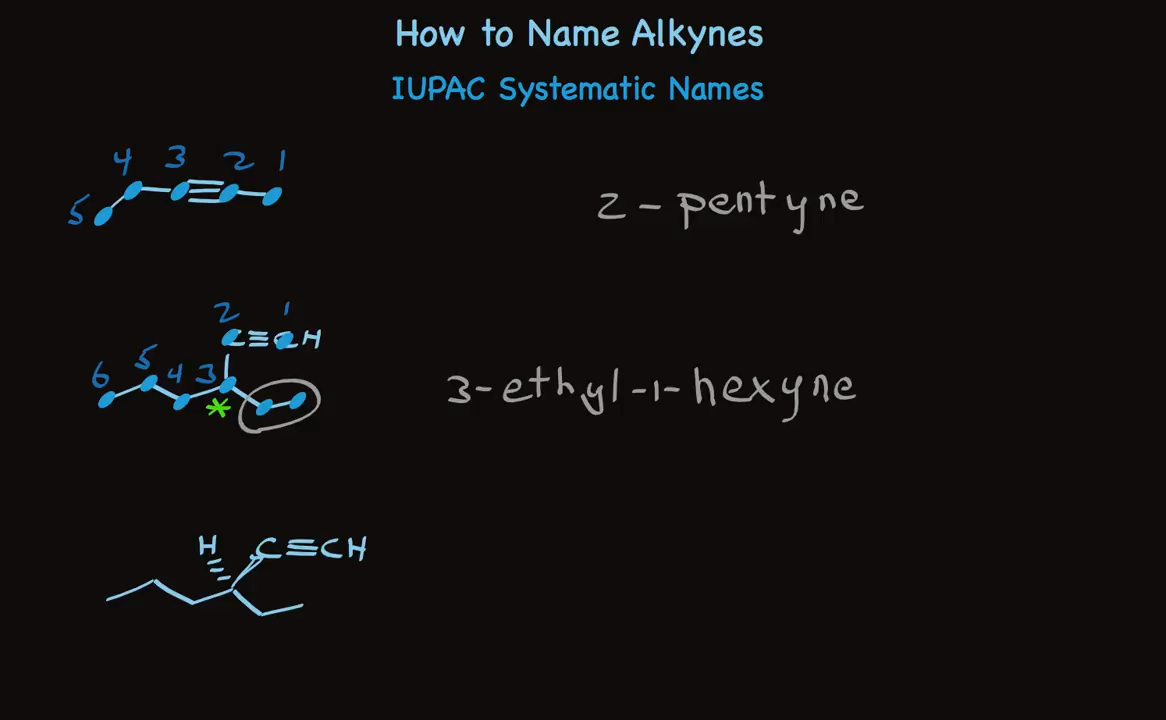 How to Name Alkynes
IUPAC Systematic Names
4 3 2 1
5
2 - pentyne
2 1
C≡CH
6 5 4 3
*
3-ethyl-1-hexyne
H C≡CH